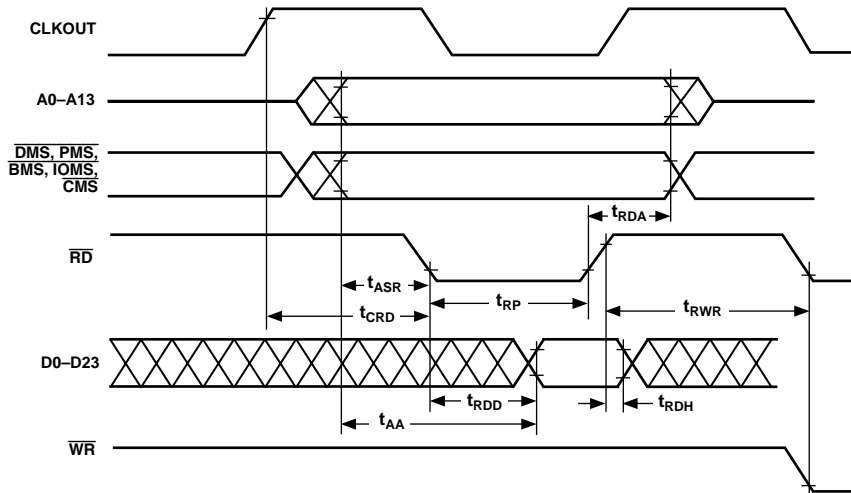 CLKOUT
A0–A13
DMS, PMS,
BMS, IOMS,
CMS
tRDA
RD
tASR
tRP
tCRD
tRWR
D0–D23
tRDD
tRDH
tAA
WR